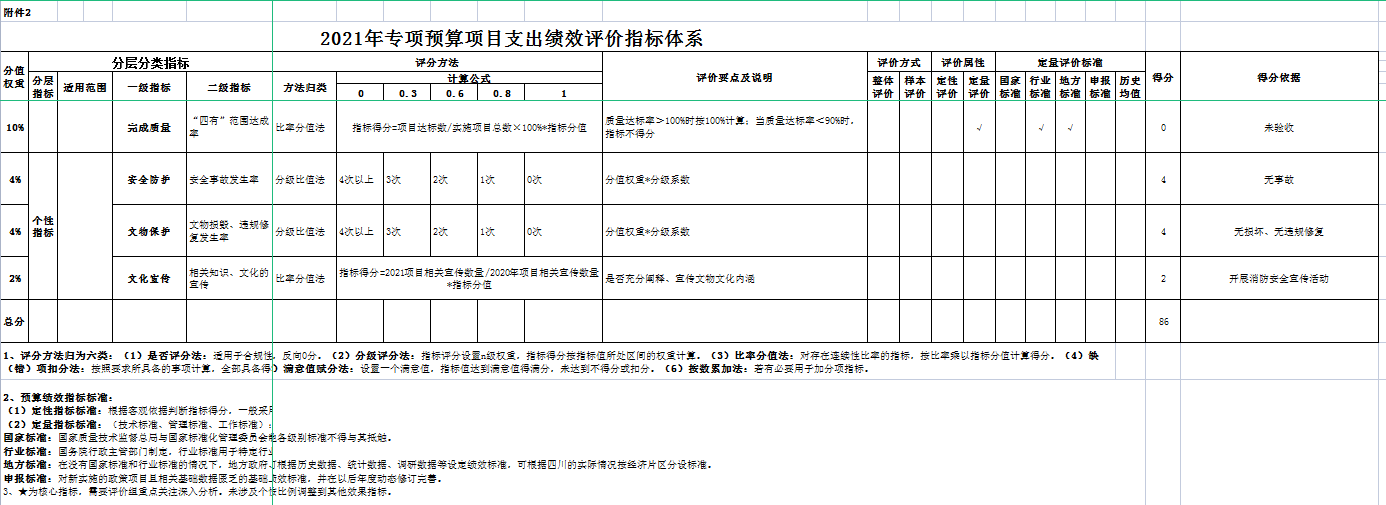 附件2
2021年专项预算项目支出绩效评价指标体系
分值权重 分层分类指标 评分方法 评价要点及说明 评价方式 评价属性 定量评价标准 得分 得分依据
分层指标 适用范围 一级指标 二级指标 方法归类 计算公式 整体评价 样本评价 定性评价 定量评价 国家标准 行业标准 地方标准 申报标准 历史均值
0 0.3 0.6 0.8 1
10% 完成质量 “四有”范围达成率 比率分值法 指标得分=项目达标数/实施项目总数×100%*指标分值 质量达标率＞100%时按100%计算；当质量达标率＜90%时，指标不得分 √ √ √ 0 未验收
个性指标
4% 安全防护 安全事故发生率 分级比值法 4次以上 3次 2次 1次 0次 分值权重*分级系数 4 无事故
4% 文物保护 文物损毁、违规修复发生率 分级比值法 4次以上 3次 2次 1次 0次 分值权重*分级系数 4 无损坏、无违规修复
2% 文化宣传 相关知识、文化的宣传 比率分值法 指标得分=2021项目相关宣传数量/2020年项目相关宣传数量*指标分值 是否充分阐释、宣传文物文化内涵 2 开展消防安全宣传活动
总分 86
1、评分方法归为六类：（1）是否评分法：适用于合规性，反向0分。（2）分级评分法：指标评分设置n级权重，指标得分按指标值所处区间的权重计算。（3）比率分值法：对存在连续性比率的指标，按比率乘以指标分值计算得分。（4）缺
（错）项扣分法：按照要求所具备的事项计算，全部具备得）满意值赋分法：设置一个满意值，指标值达到满意值得满分，未达到不得分或扣分。（6）按数累加法：若有必要用于加分项指标。
2、预算绩效指标标准：
（1）定性指标标准：根据客观依据判断指标得分，一般采用
（2）定量指标标准：（技术标准、管理标准、工作标准）：
国家标准：国家质量技术监督总局与国家标准化管理委员会他各级别标准不得与其抵触。
行业标准：国务院行政主管部门制定，行业标准用于特定行业
地方标准：在没有国家标准和行业标准的情况下，地方政府可根据历史数据、统计数据、调研数据等设定绩效标准，可根据四川的实际情况按经济片区分设标准。
申报标准：对新实施的政策项目且相关基础数据匮乏的基础绩效标准，并在以后年度动态修订完善。
3、★为核心指标，需要评价组重点关注深入分析。未涉及个性比例调整到其他效果指标。